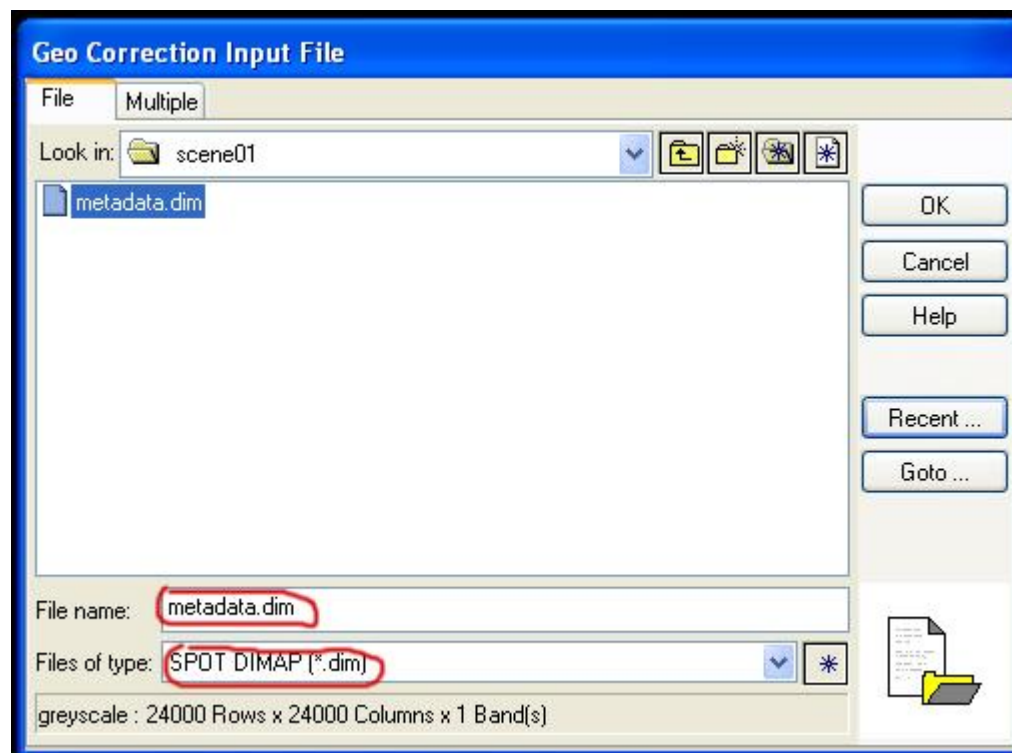 Geo Correction Input File
File Multiple
Look in: scene01
metadata.dim
OK
Cancel
Help
Recent ...
Goto ...
File name: metadata.dim
Files of type: SPOT DIMAP (*.dim)
greyscale : 24000 Rows x 24000 Columns x 1 Band(s)